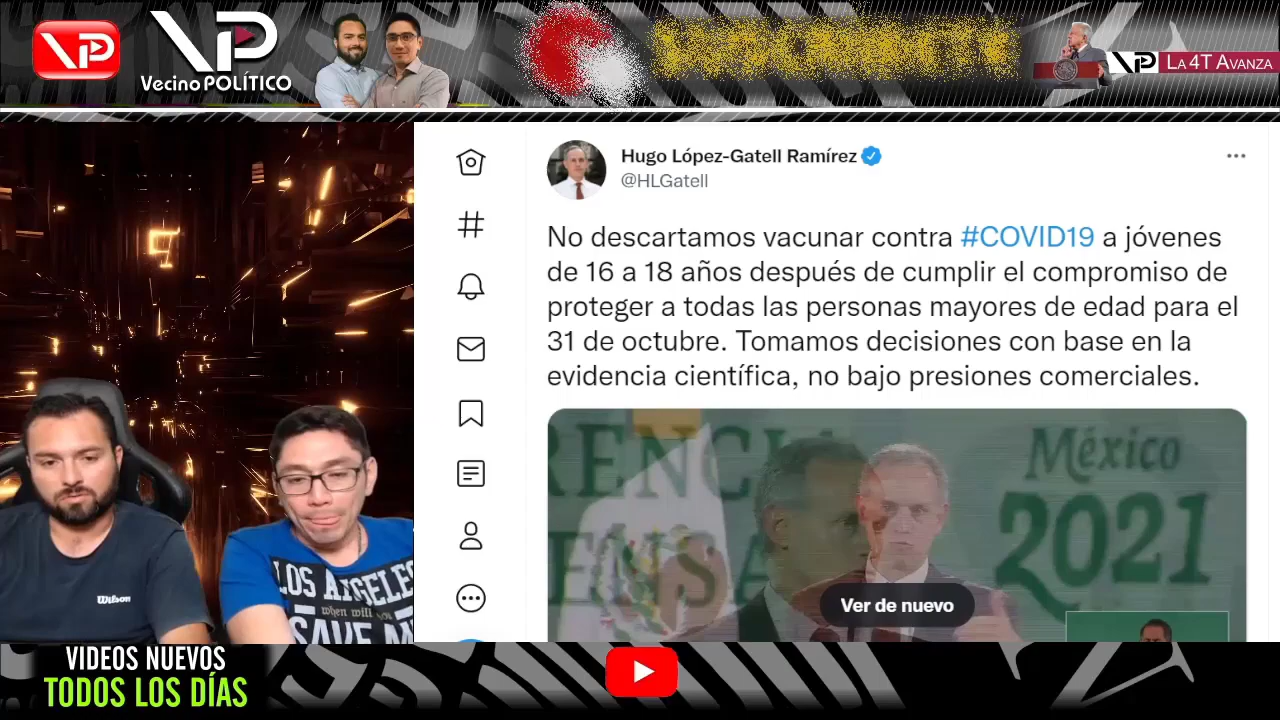 VP
VP
Vecino POLÍTICO
VP
LA 4T AVANZA
Hugo López-Gatell Ramírez
@HLGatell
No descartamos vacunar contra #COVID19 a jóvenes
de 16 a 18 años después de cumplir el compromiso de
proteger a todas las personas mayores de edad para el
31 de octubre. Tomamos decisiones con base en la
evidencia científica, no bajo presiones comerciales.
México
2021
Ver de nuevo
Wilson
LOS ANGELES
when will
SAVE
VIDEOS NUEVOS
TODOS LOS DÍAS